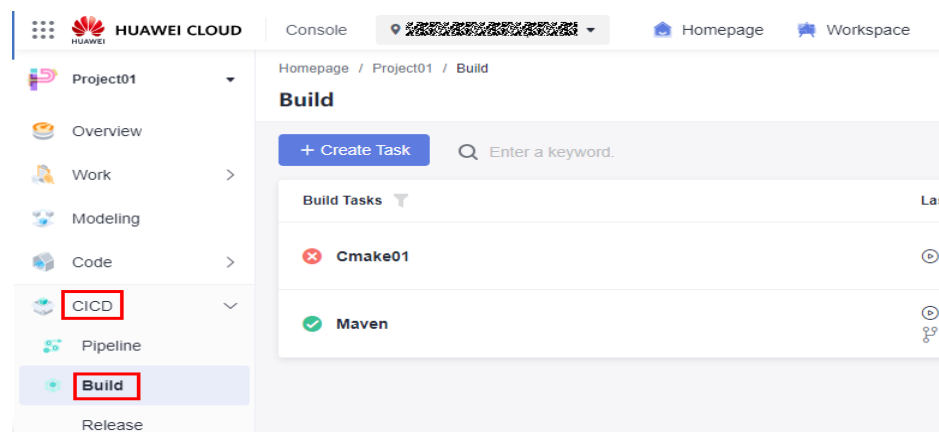 HUAWEI
HUAWEI CLOUD
Console
Homepage
Workspace
Project01
Homepage / Project01 / Build
Build
Overview
Work
Modeling
Code
CICD
Pipeline
Build
Release
+ Create Task
Enter a keyword.
Build Tasks
Cmake01
Maven